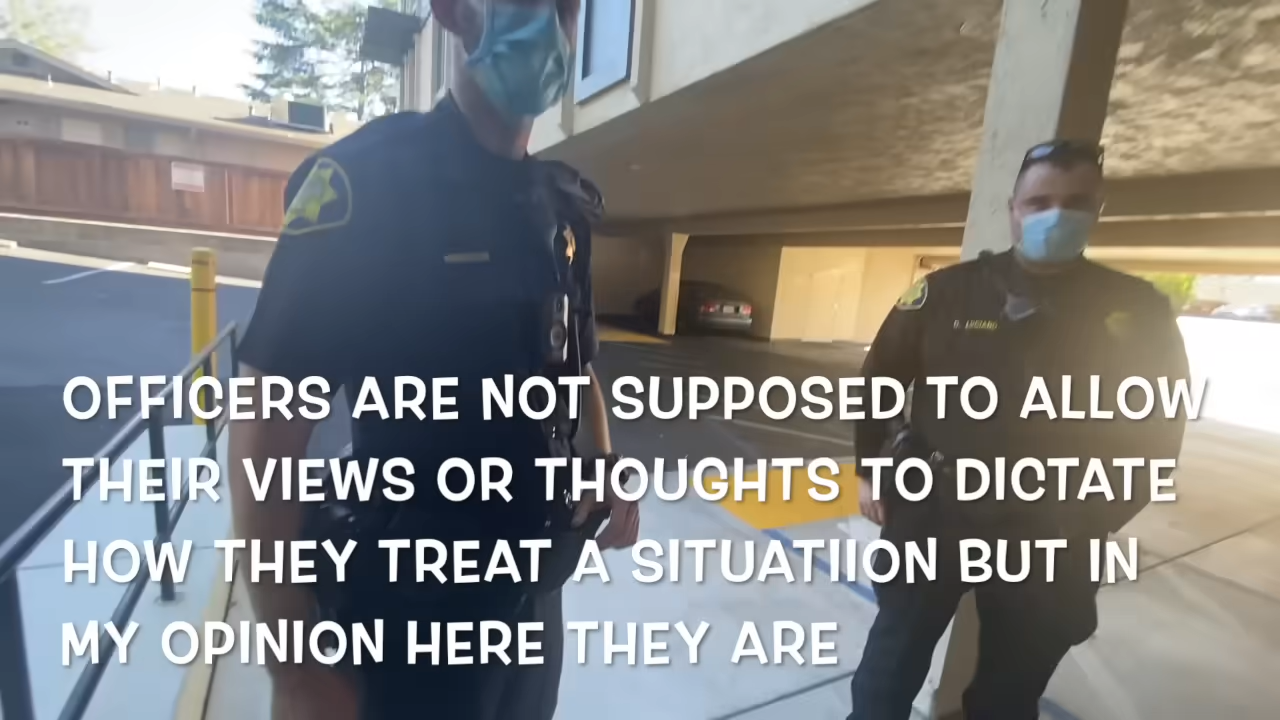 OFFICERS ARE NOT SUPPOSED TO ALLOW
THEIR VIEWS OR THOUGHTS TO DICTATE
HOW THEY TREAT A SITUATIION BUT IN
MY OPINION HERE THEY ARE